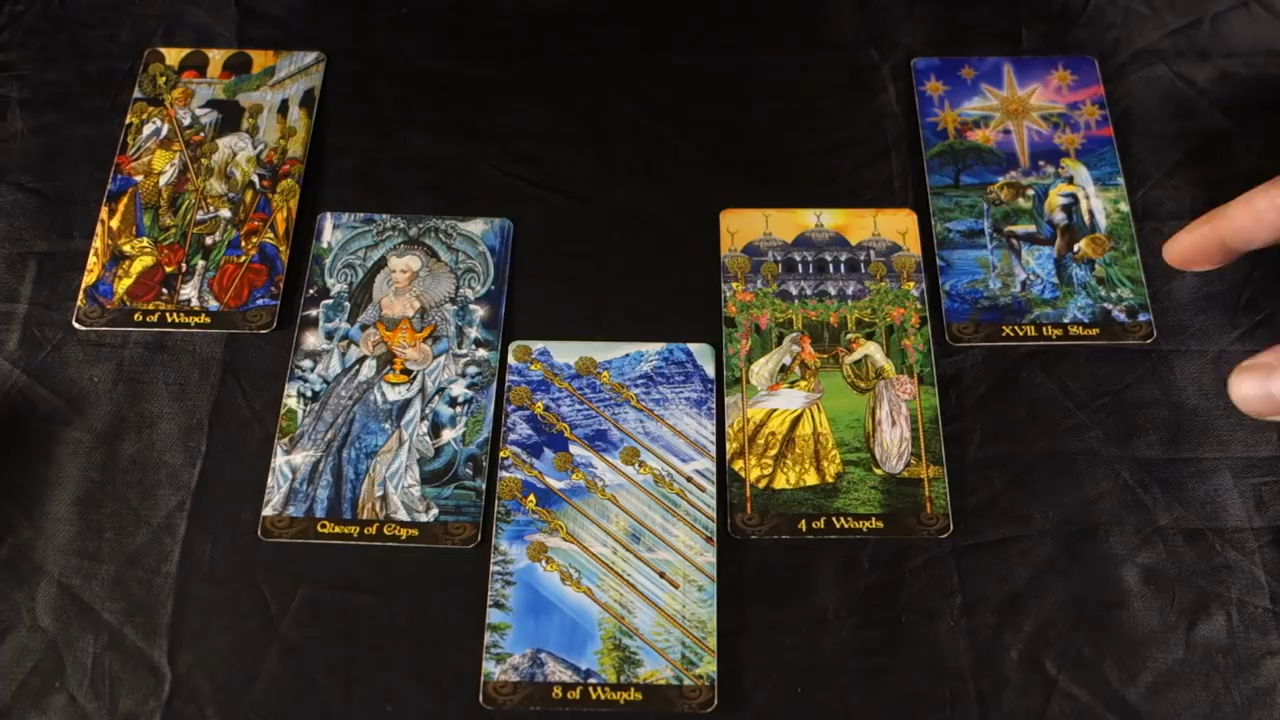 6 of Wands
Queen of Cups
8 of Wands
4 of Wands
XVII. the Star